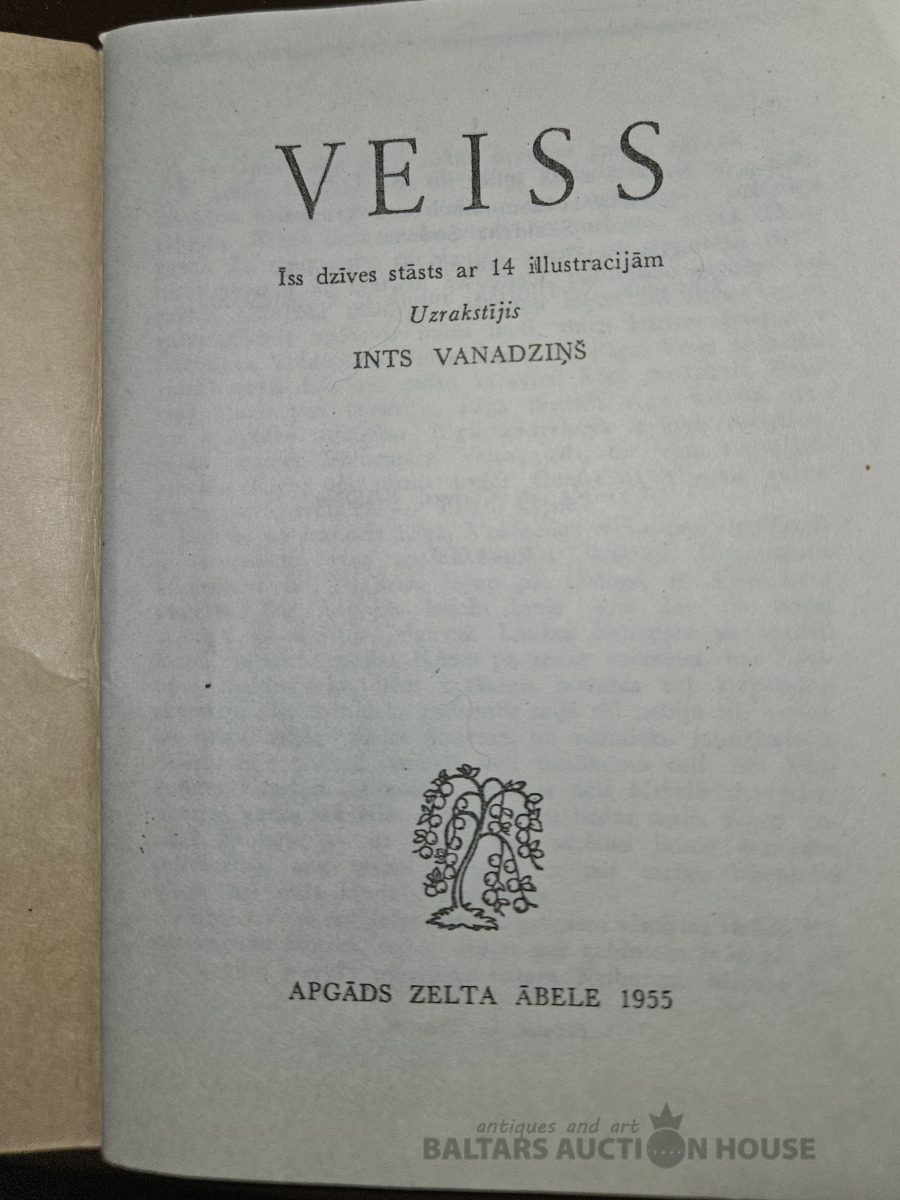 VEISS
Īss dzīves stāsts ar 14 illustracijām
Uzrakstījis
INTS VANADZIŅŠ
APGĀDS ZELTA ĀBELE 1955
antiques and art
BALTARS AUCTION HOUSE